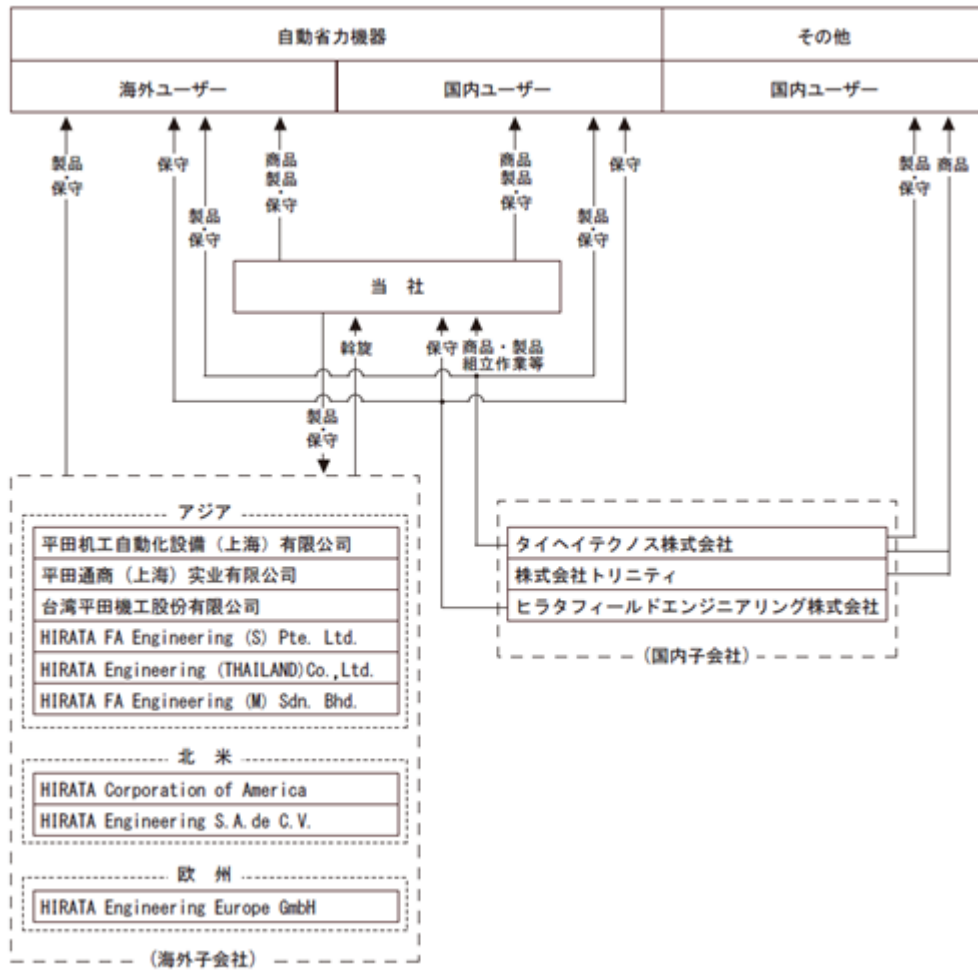 自動省力機器
その他
海外ユーザー
国内ユーザー
国内ユーザー
製品・保守
保守
製品・保守
商品
製品・保守
商品
製品・保守
製品・保守
保守
製品・保守
商品
当 社
斡旋
保守
商品・製品
組立作業等
製品・保守
アジア
平田机工自動化設備（上海）有限公司
平田通商（上海）实业有限公司
台湾平田機工股份有限公司
HIRATA FA Engineering (S) Pte. Ltd.
HIRATA Engineering (THAILAND)Co.,Ltd.
HIRATA FA Engineering (M) Sdn. Bhd.
北 米
HIRATA Corporation of America
HIRATA Engineering S.A.de C.V.
欧 州
HIRATA Engineering Europe GmbH
(海外子会社)
タイヘイテクノス株式会社
株式会社トリニティ
ヒラタフィールドエンジニアリング株式会社
(国内子会社)